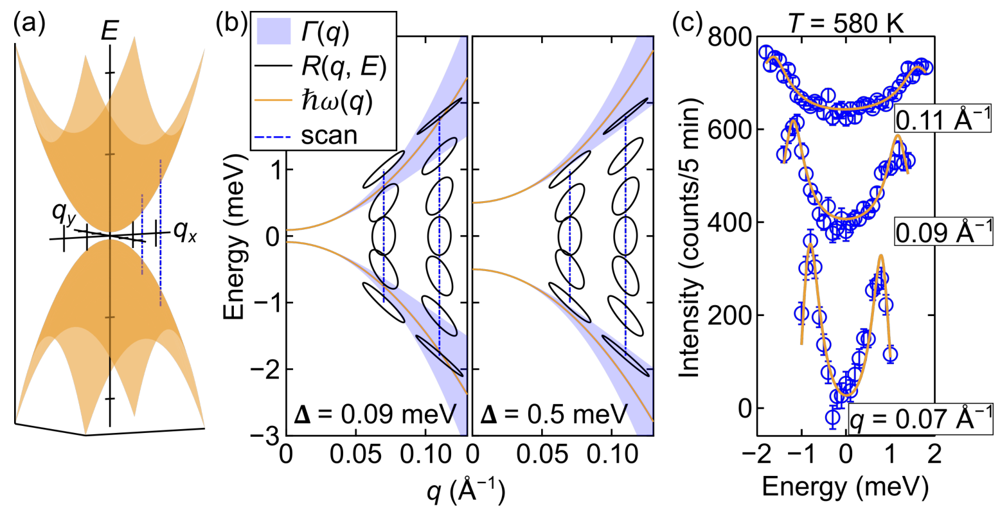 (a)
E
q_y
q_x
(b)
Γ(q)
R(q, E)
ħω(q)
scan
Energy (meV)
1
0
−1
−2
−3
Δ = 0.09 meV
Δ = 0.5 meV
0 0.05 0.10 0 0.05 0.10
q (Å⁻¹)
(c)
T = 580 K
Intensity (counts/5 min)
800
600
400
200
0
0.11 Å⁻¹
0.09 Å⁻¹
q = 0.07 Å⁻¹
−2 −1 0 1 2
Energy (meV)